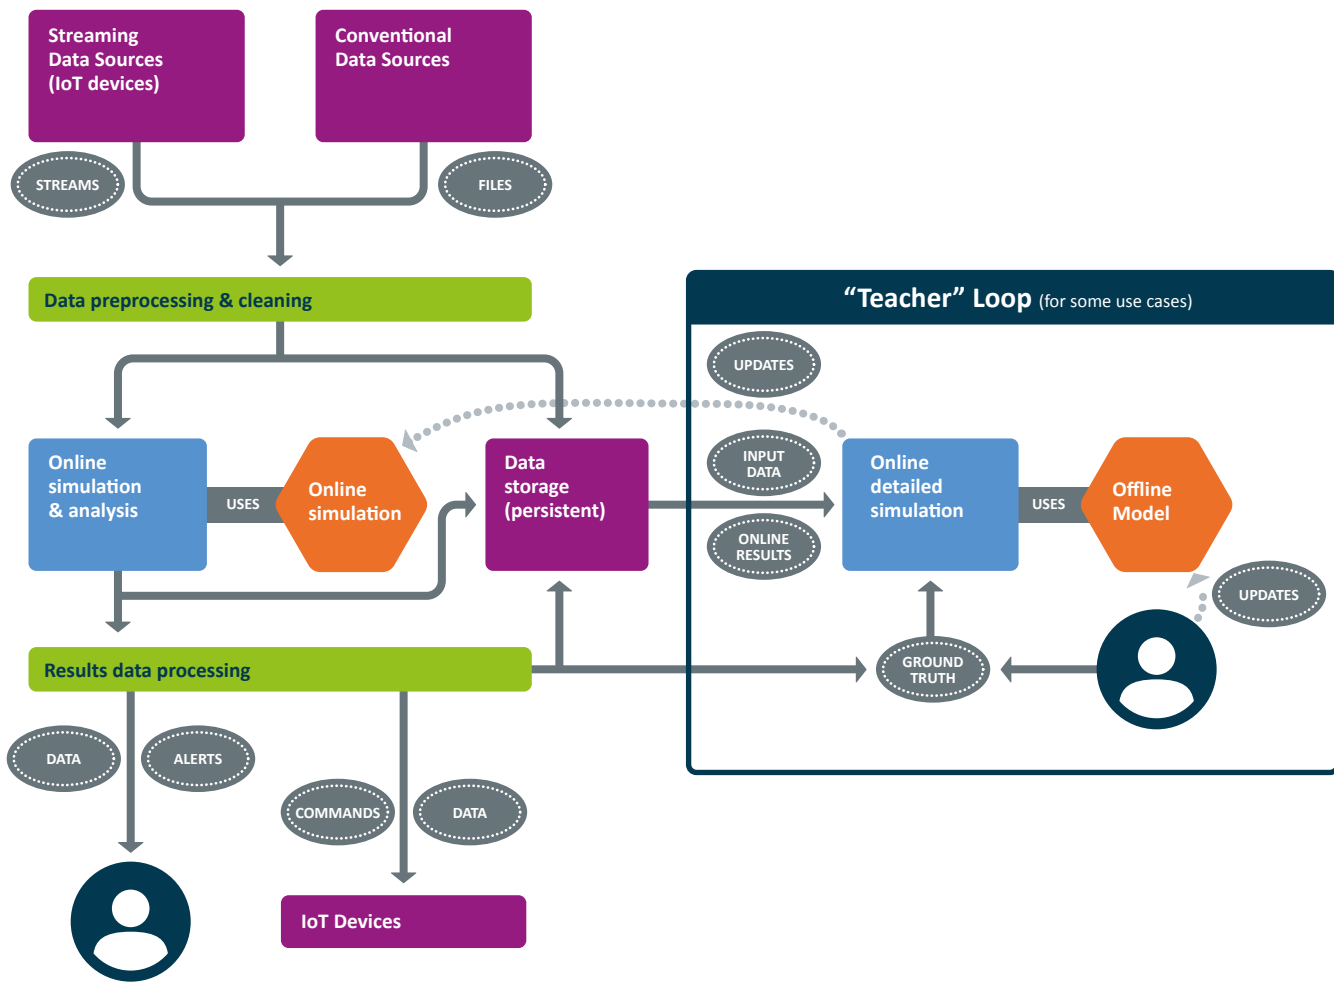 Streaming
Data Sources
(IoT devices)
Conventional
Data Sources
STREAMS
FILES
Data preprocessing & cleaning
“Teacher” Loop (for some use cases)
UPDATES
Online
simulation
& analysis
USES
Online
simulation
Data
storage
(persistent)
INPUT
DATA
ONLINE
RESULTS
Online
detailed
simulation
USES
Offline
Model
UPDATES
Results data processing
GROUND
TRUTH
DATA
ALERTS
COMMANDS
DATA
IoT Devices